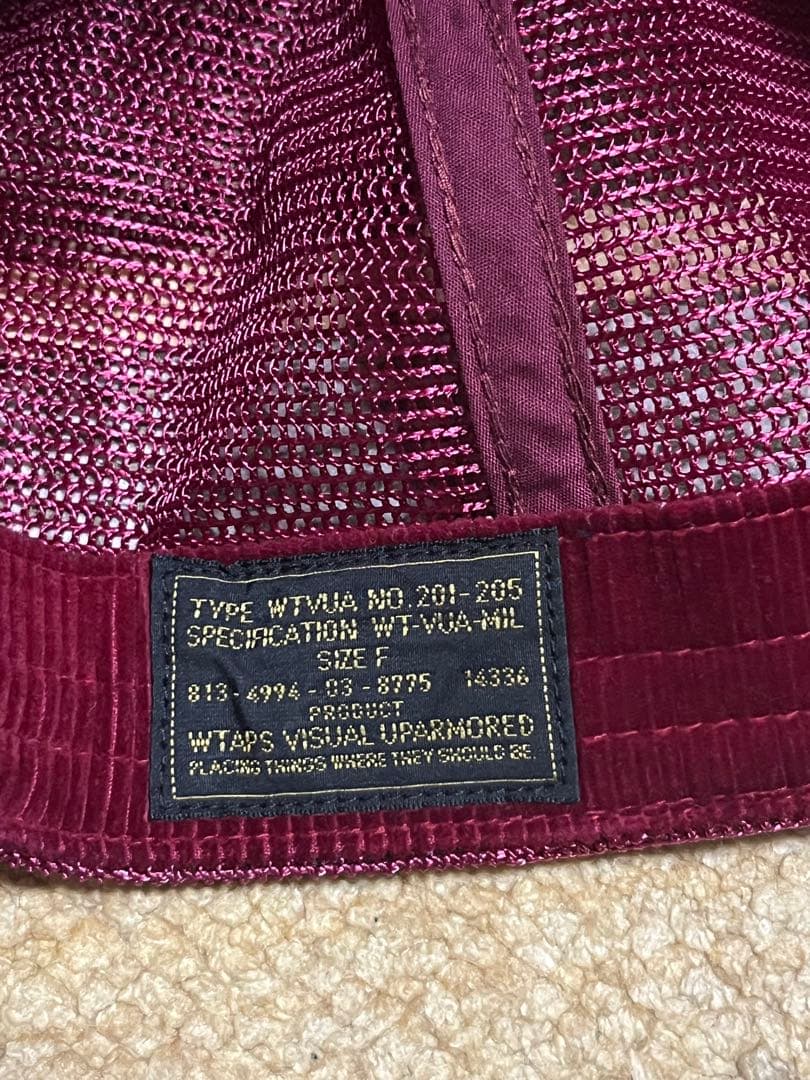 TYPE WTVUA NO.201-205
SPECIFICATION WT-VUA-MIL
SIZE F
813-4994-03-8775 14336
PRODUCT
WTAPS VISUAL UPARMORED
PLACING THINGS WHERE THEY SHOULD BE